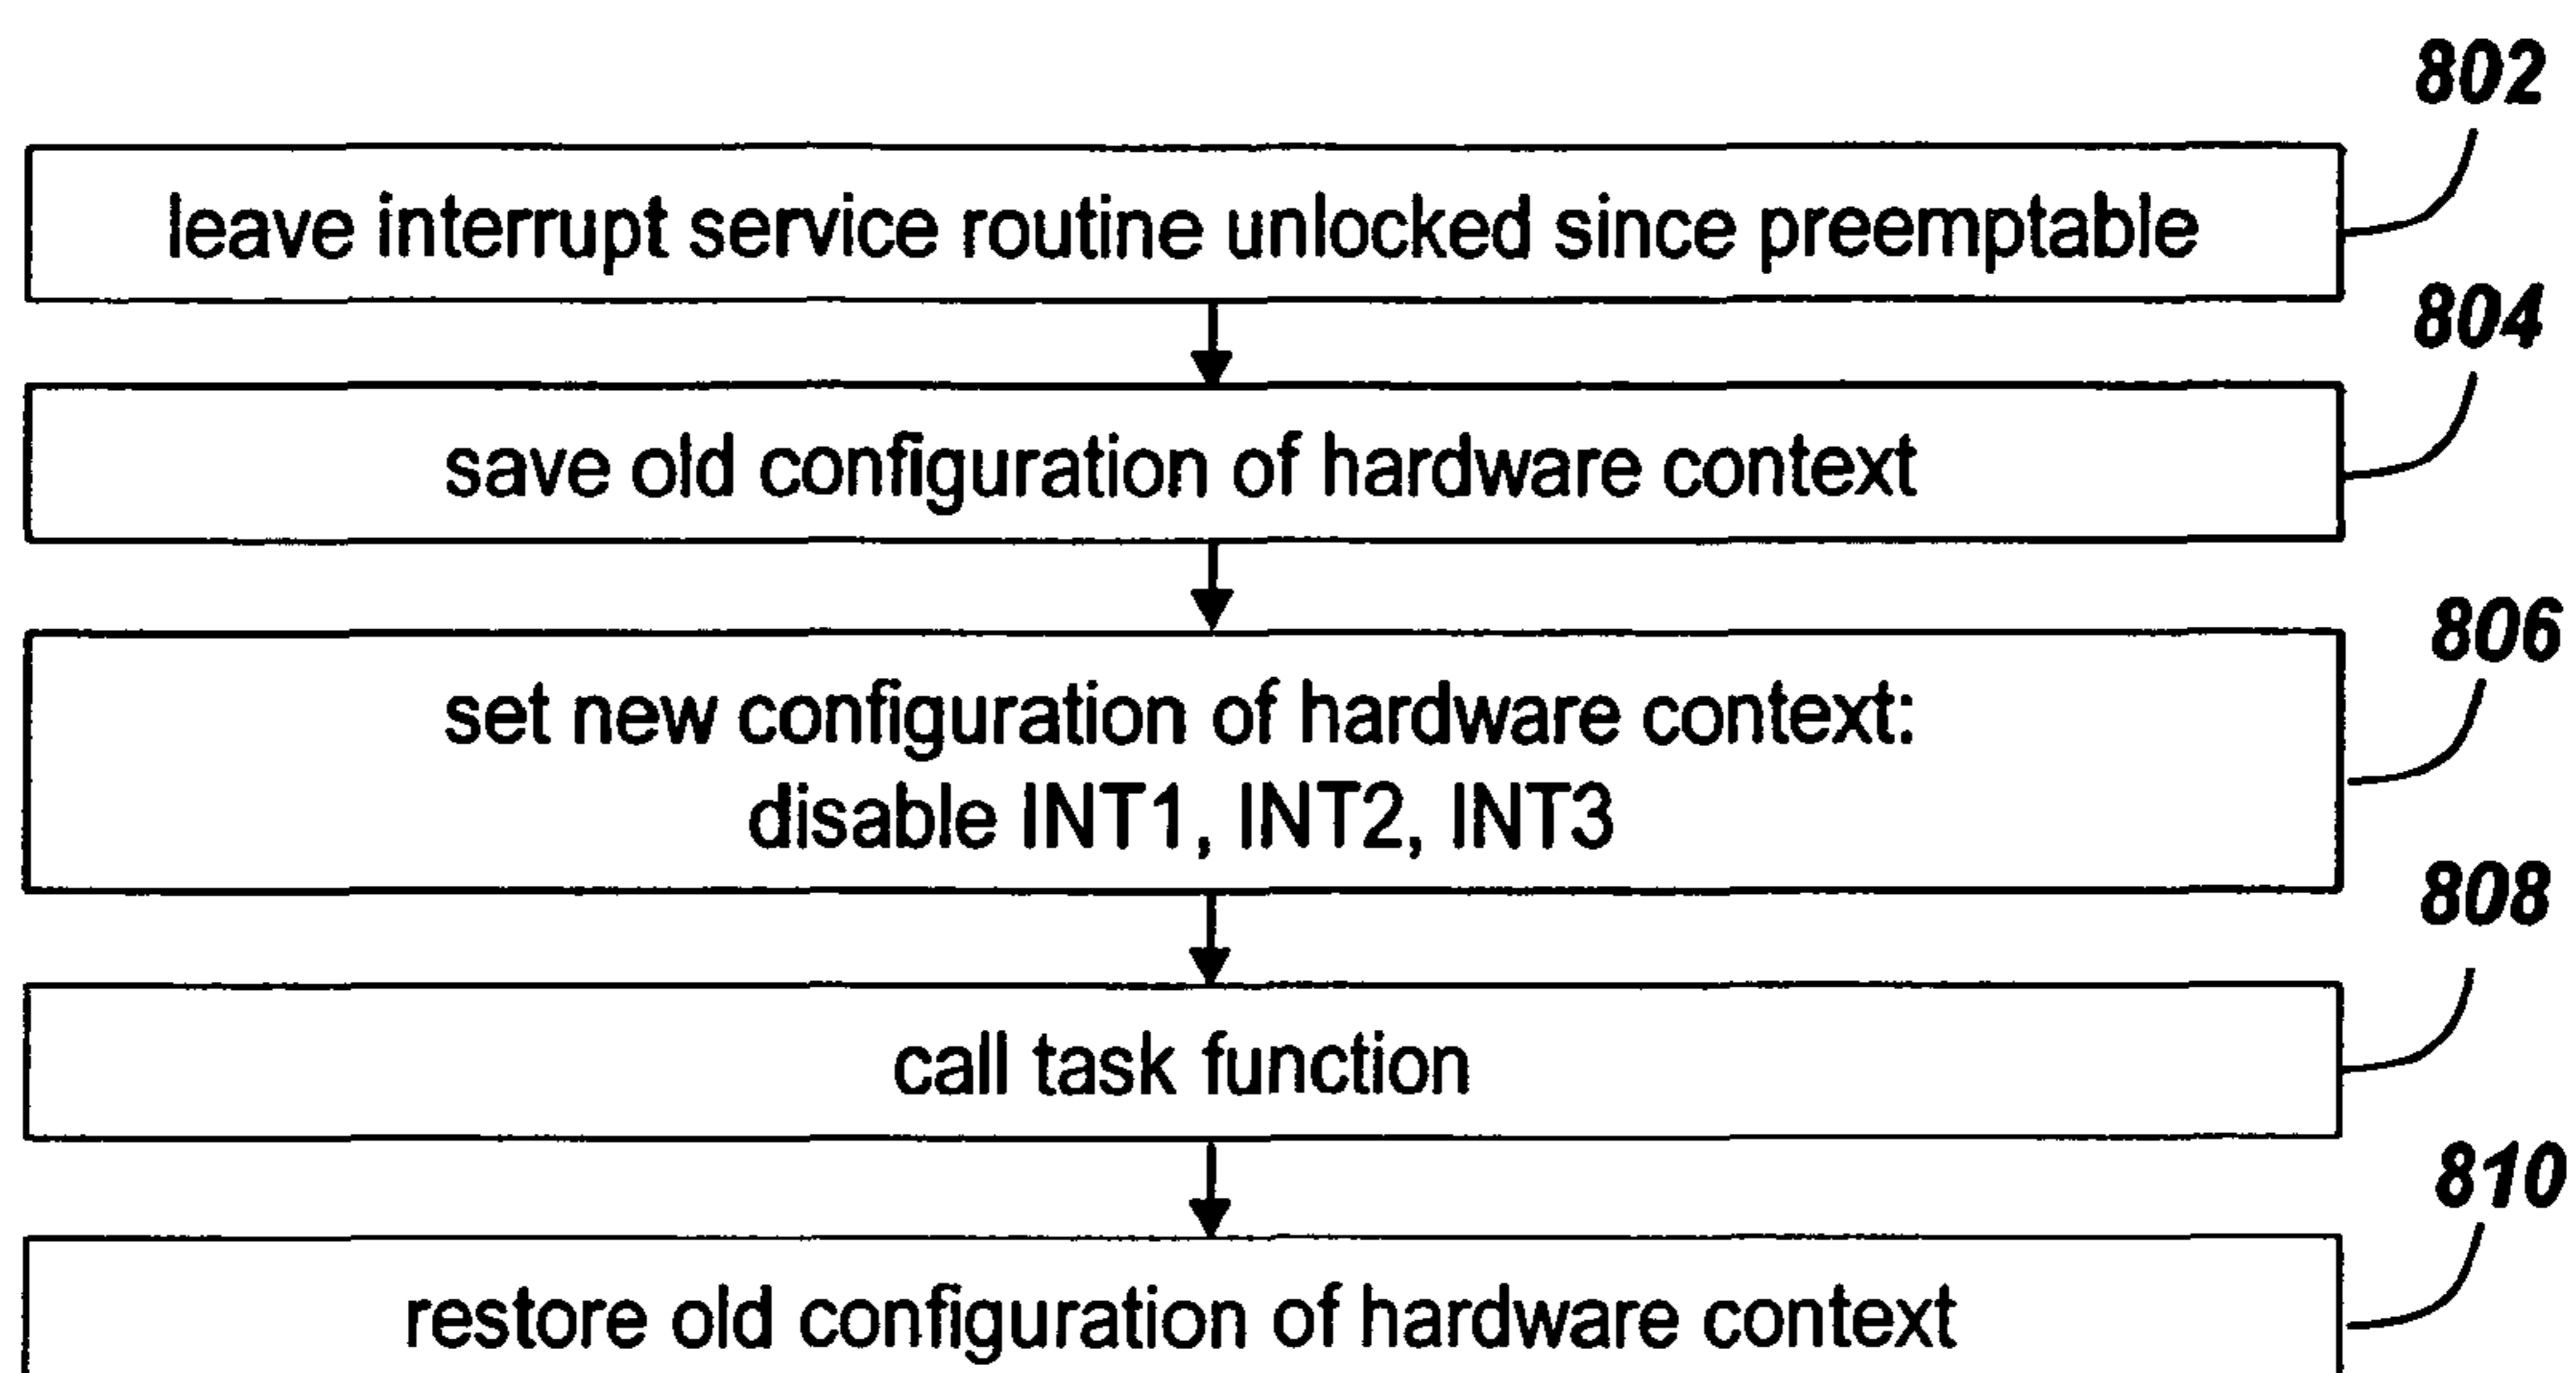 802
leave interrupt service routine unlocked since preemptable
804
save old configuration of hardware context
806
set new configuration of hardware context:
disable INT1, INT2, INT3
808
call task function
810
restore old configuration of hardware context